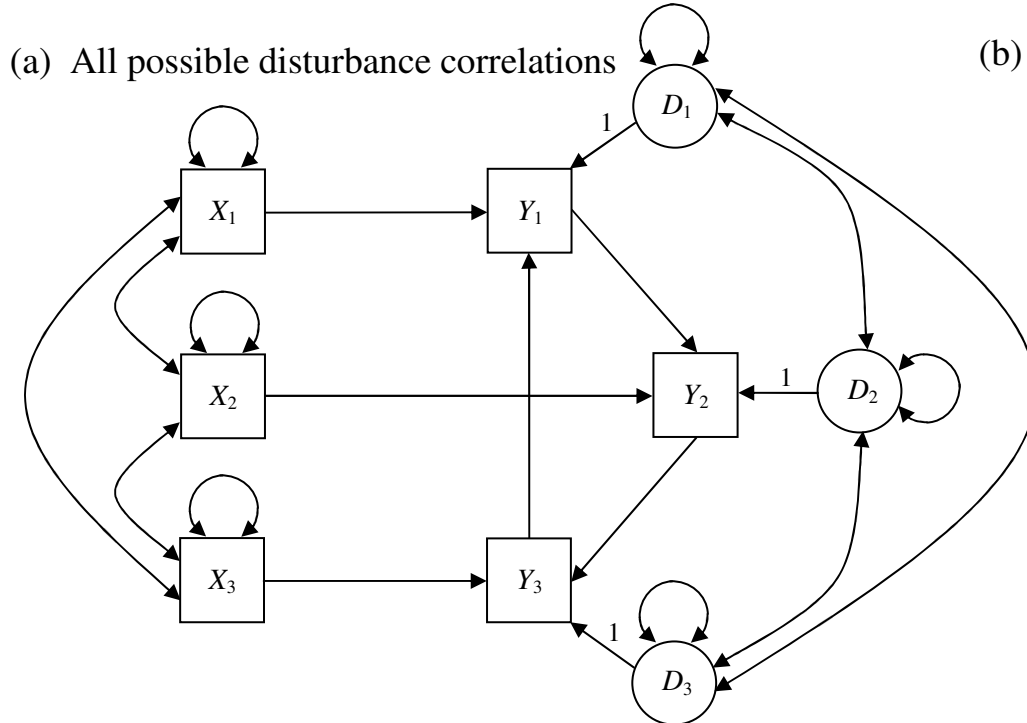 (a) All possible disturbance correlations
(b)
D₁
1
X₁
Y₁
X₂
Y₂
1
D₂
X₃
Y₃
1
D₃